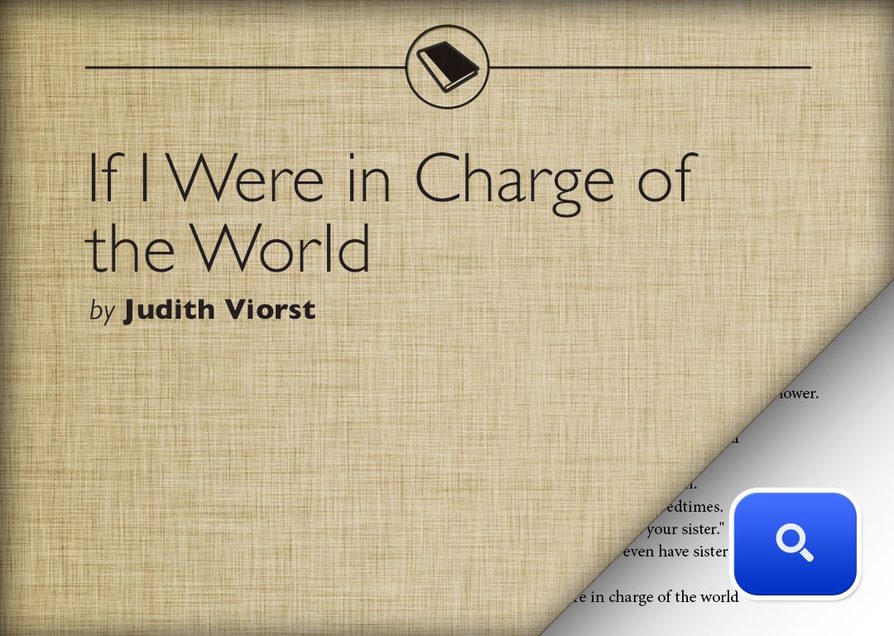 If I Were in Charge of
the World
by Judith Viorst
lower.
edtimes.
your sister."
even have sister
e in charge of the world